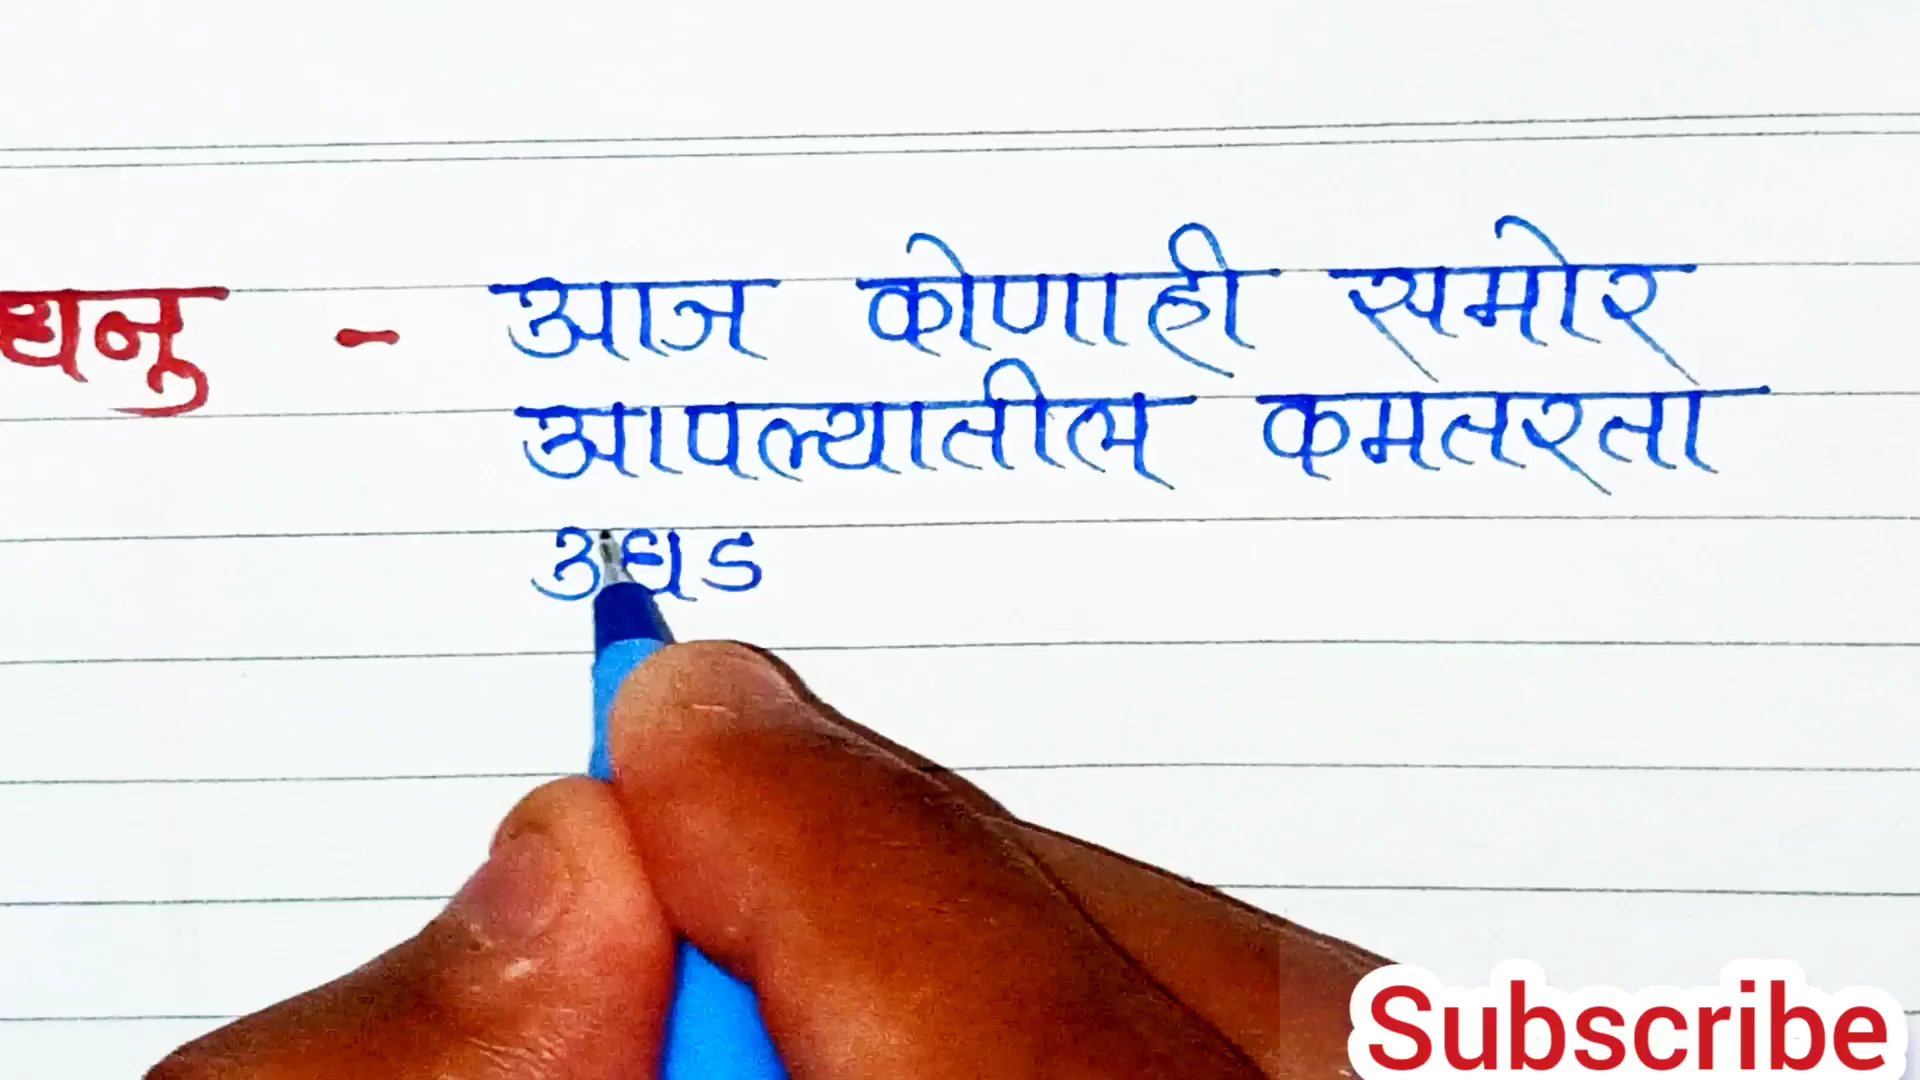 धनु - आज कोणाही समोर
आपल्यातील कमतरता
उघड
Subscribe